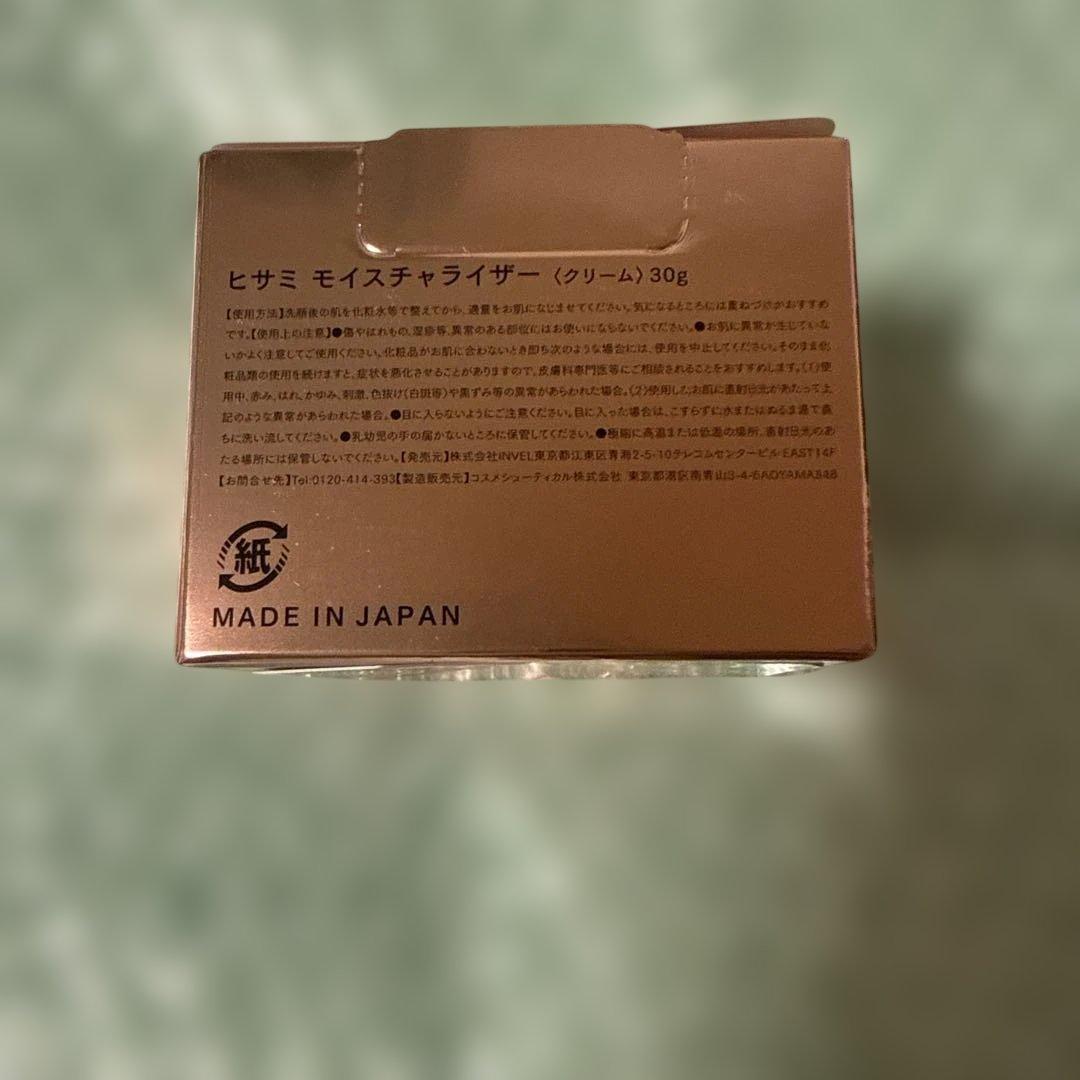 ヒサミ モイスチャライザー〈クリーム〉30g
【使用方法】洗顔後の肌を化粧水等で整えてから、適量をお肌になじませてください。気になるところには重ねづけがおすすめ
です。【使用上の注意】●傷やはれもの、湿疹等、異常のある部位にはお使いにならないでください。●お肌に異常が生じていな
いかよく注意してご使用ください。化粧品がお肌に合わないとき即ち次のような場合には、使用を中止してください。そのまま化
粧品類の使用を続けますと、症状を悪化させることがありますので、皮膚科専門医等にご相談されることをおすすめします。(1)使
用中、赤み、はれ、かゆみ、刺激、色抜け(白斑等)や黒ずみ等の異常があらわれた場合。(2)使用したお肌に直射日光があたって上
記のような異常があらわれた場合。●目に入らないようにご注意ください。目に入った場合は、こすらずに水またはぬるま湯で直
ちに洗い流してください。●乳幼児の手の届かないところに保管してください。●極端に高温または低温の場所、直射日光のあ
たる場所には保管しないでください。【発売元】株式会社INVEL東京都江東区青海2-5-10テレコムセンタービルEAST14F
【お問合せ先】Tel:0120-414-393【製造販売元】コスメシューティカル株式会社 東京都港区南青山3-4-6AOYAMA346
紙
MADE IN JAPAN